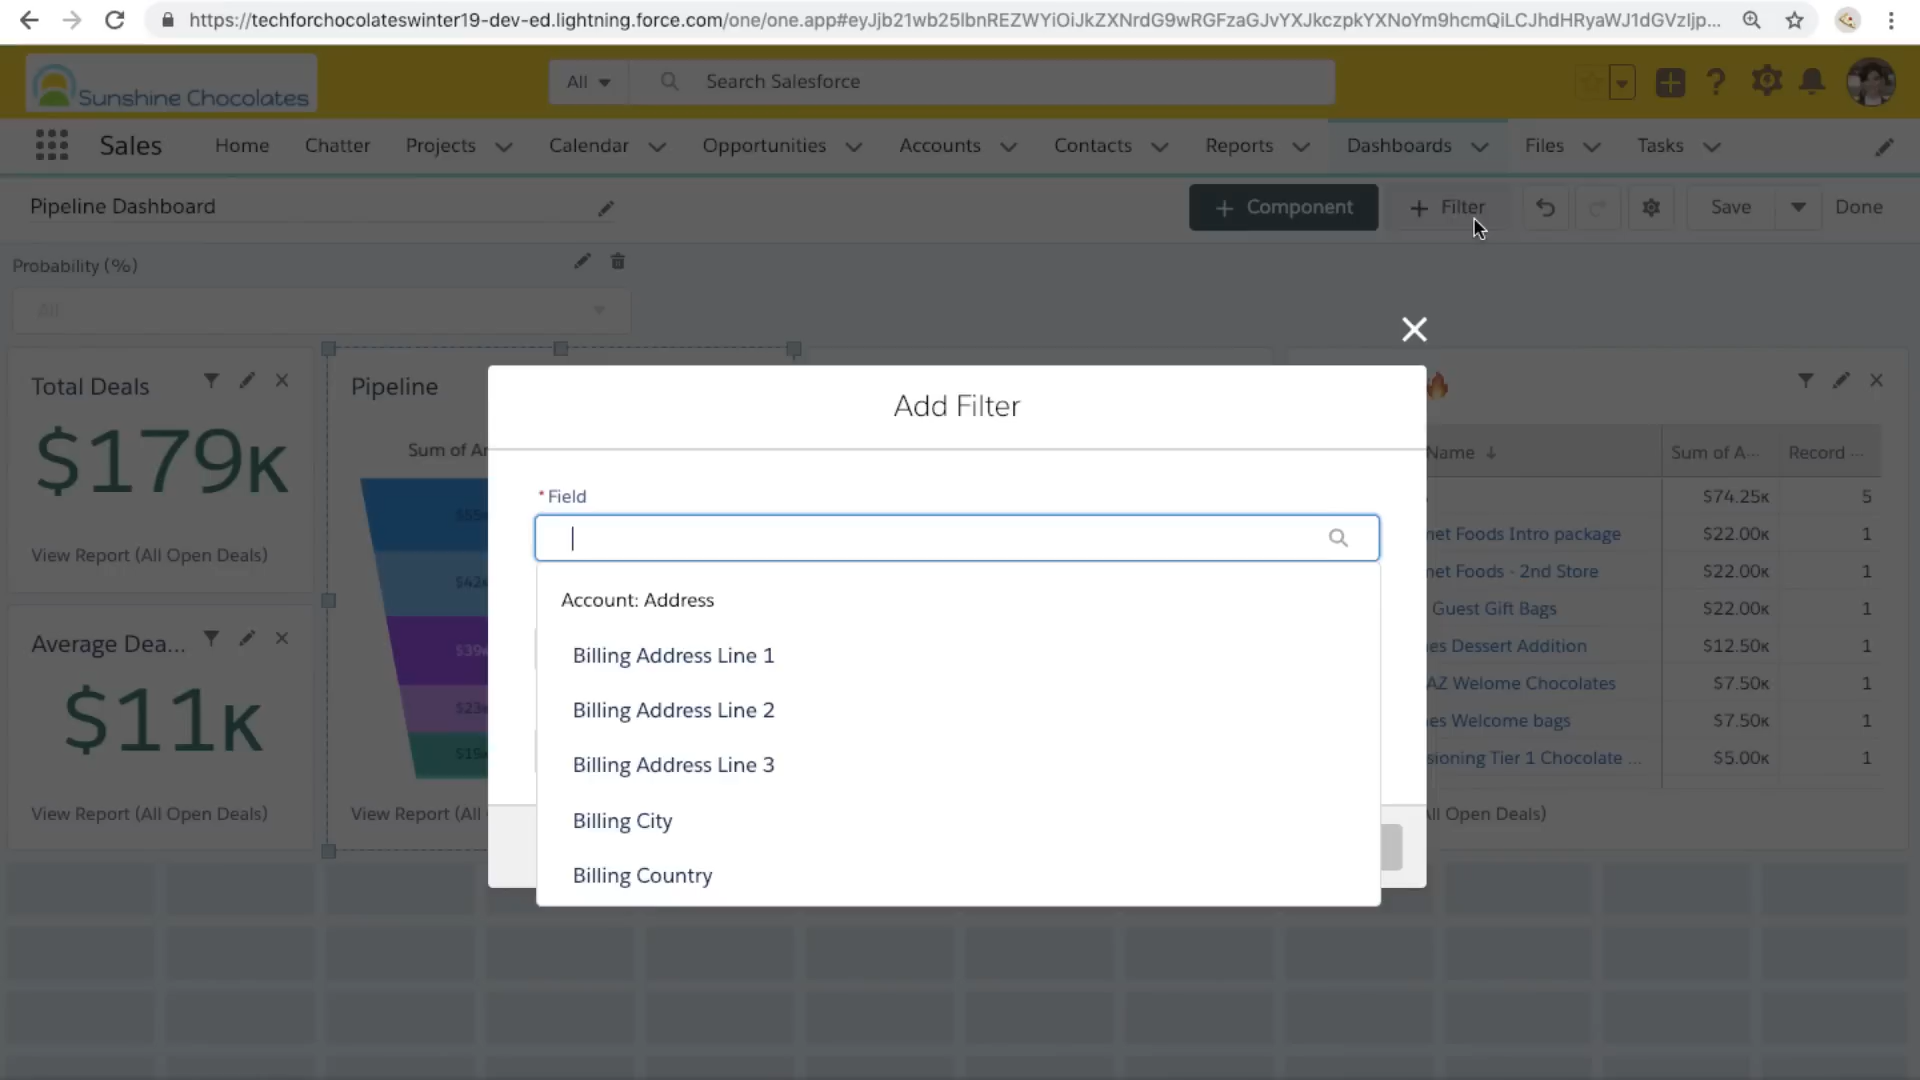 https://techforchocolateswinter19-dev-ed.lightning.force.com/one/one.app#eyJjb21wb25lbnREZWYiOiJkZXNrdG9wRGFzaGJvYXJkczpkYXNoYm9hcmQiLCJhdHRyaWJ1dGVzIjp...
Sunshine Chocolates
All
Search Salesforce
Sales
Home
Chatter
Projects
Calendar
Opportunities
Accounts
Contacts
Reports
Dashboards
Files
Tasks
Pipeline Dashboard
+ Component
+ Filter
Save
Done
Probability (%)
All
Total Deals
$179K
View Report (All Open Deals)
Average Dea...
$11K
View Report (All Open Deals)
Pipeline
Sum of Ar
$42k
$39k
$23k
View Report (All
Add Filter
* Field
Account: Address
Billing Address Line 1
Billing Address Line 2
Billing Address Line 3
Billing City
Billing Country
Name ↓
Sum of A...
Record ...
$74.25K
5
net Foods Intro package
$22.00K
1
net Foods - 2nd Store
$22.00K
1
Guest Gift Bags
$22.00K
1
es Dessert Addition
$12.50K
1
AZ Welome Chocolates
$7.50K
1
es Welcome bags
$7.50K
1
sioning Tier 1 Chocolate ...
$5.00K
1
All Open Deals)